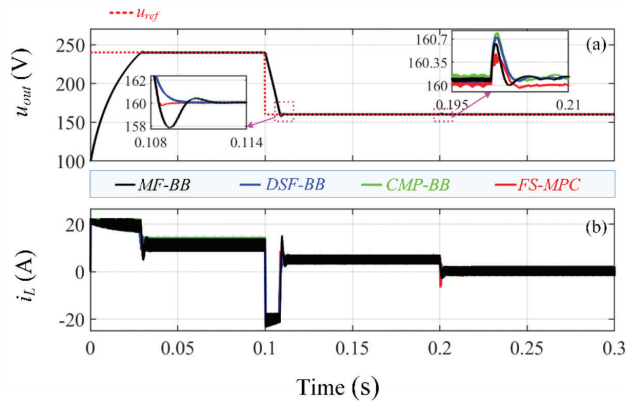 u_ref
(a)
250
200
150
100
u_out (V)
160.7
160.35
160
0.195
0.21
162
160
158
0.108
0.114
MF-BB
DSF-BB
CMP-BB
FS-MPC
(b)
20
0
-20
i_L (A)
0
0.05
0.1
0.15
0.2
0.25
0.3
Time (s)